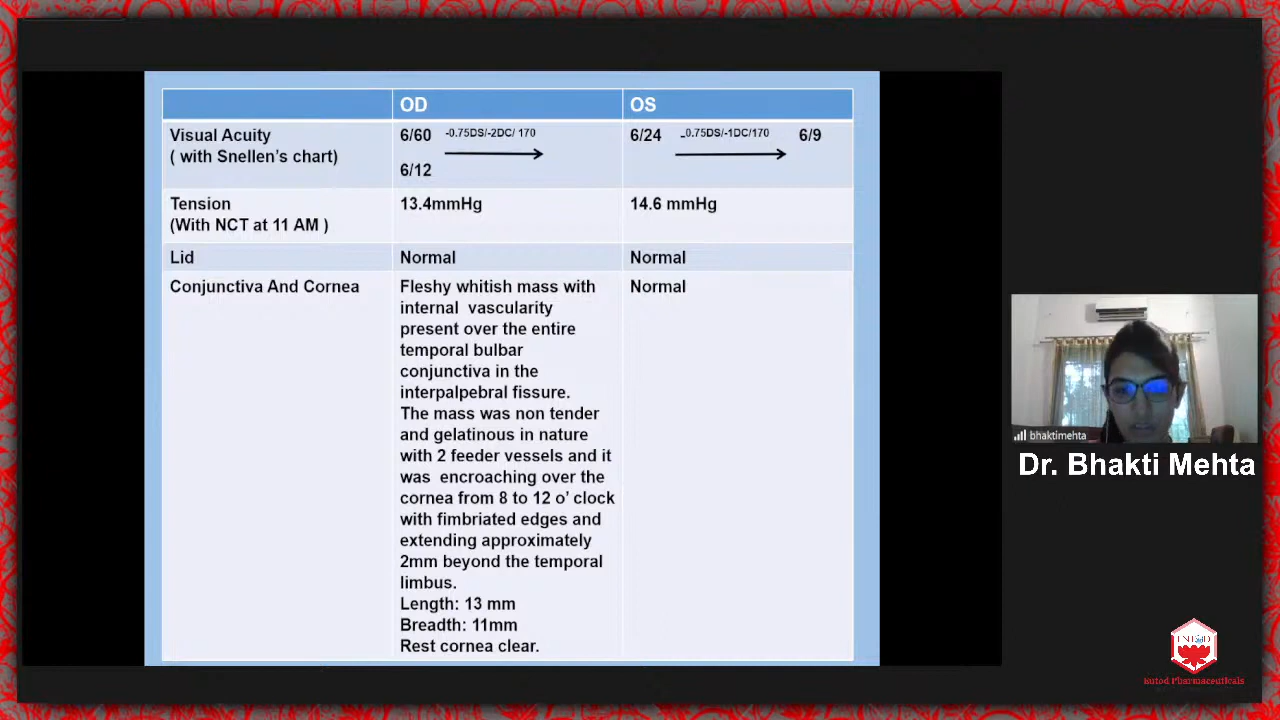 OD
OS
Visual Acuity
( with Snellen's chart)
6/60 -0.75DS/-2DC/ 170
6/12
6/24 -0.75DS/-1DC/170 6/9
Tension
(With NCT at 11 AM )
13.4mmHg
14.6 mmHg
Lid
Normal
Normal
Conjunctiva And Cornea
Fleshy whitish mass with
internal vascularity
present over the entire
temporal bulbar
conjunctiva in the
interpalpebral fissure.
The mass was non tender
and gelatinous in nature
with 2 feeder vessels and it
was encroaching over the
cornea from 8 to 12 o' clock
with fimbriated edges and
extending approximately
2mm beyond the temporal
limbus.
Length: 13 mm
Breadth: 11mm
Rest cornea clear.
Normal
bhaktimehta
Dr. Bhakti Mehta
Entod Pharmaceuticals